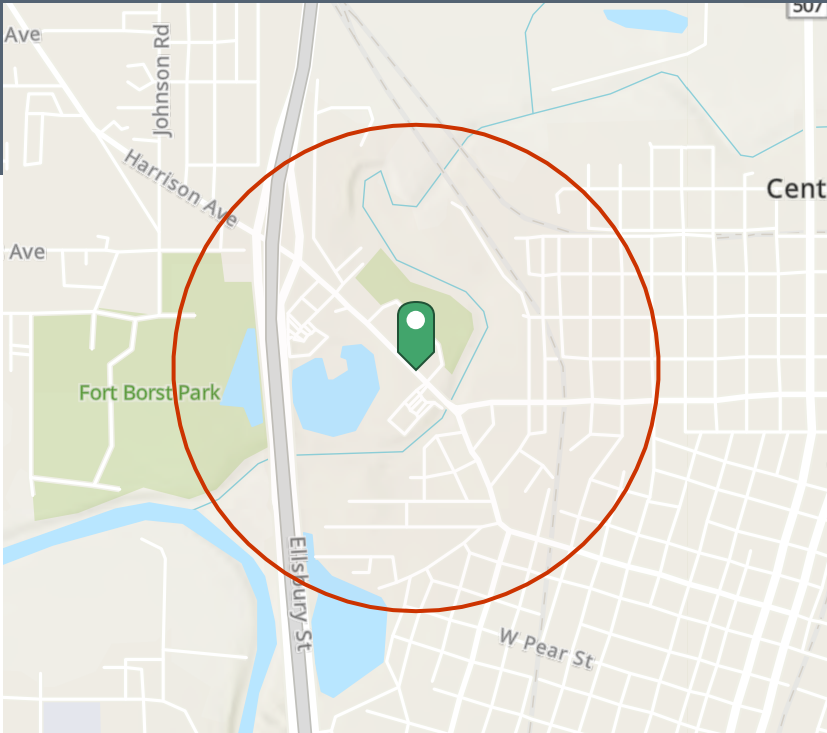 507
Ave
Johnson Rd
Harrison Ave
Cent
Ave
Fort Borst Park
Ellsbury St
W Pear St